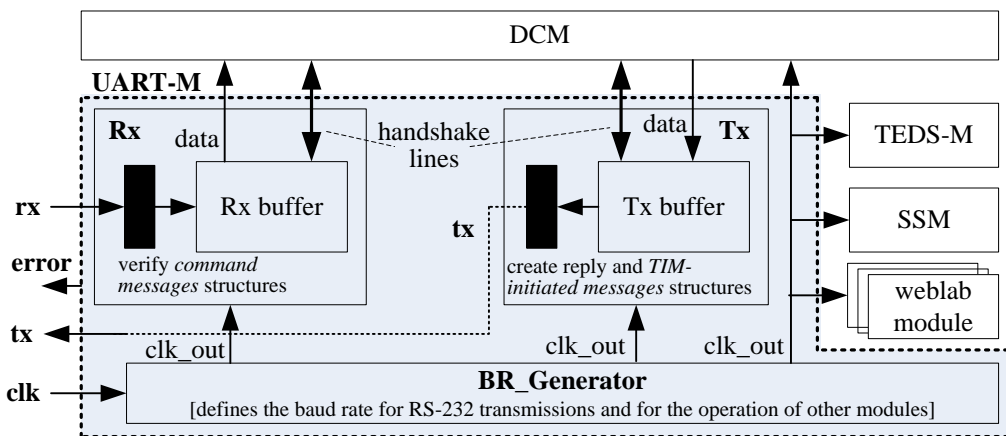 DCM
UART-M
Rx
data
handshake
lines
data
Tx
TEDS-M
rx
Rx buffer
tx
Tx buffer
SSM
error
verify command
messages structures
create reply and TIM-
initiated messages structures
weblab
module
tx
clk_out
clk_out
clk_out
clk
BR_Generator
[defines the baud rate for RS-232 transmissions and for the operation of other modules]